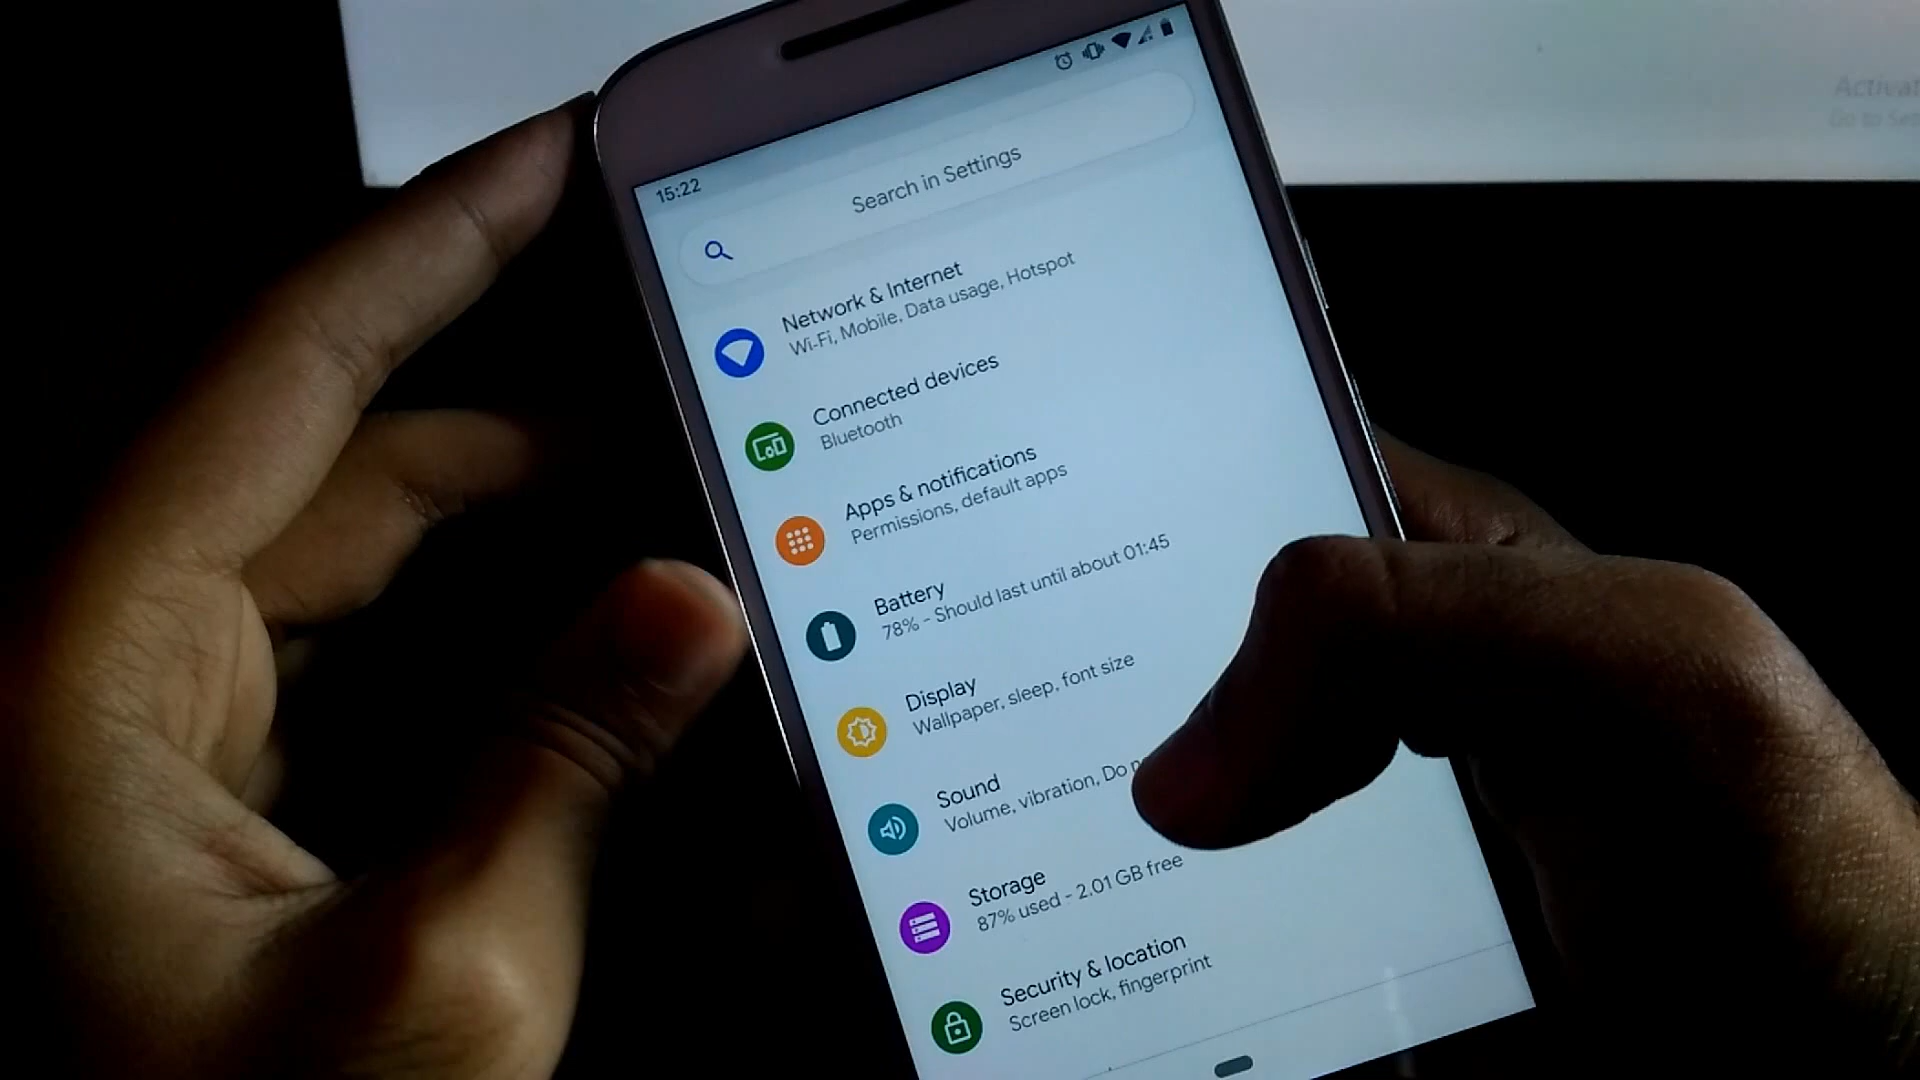 15:22
Search in Settings
Network & Internet
Wi-Fi, Mobile, Data usage, Hotspot
Connected devices
Bluetooth
Apps & notifications
Permissions, default apps
Battery
78% - Should last until about 01:45
Display
Wallpaper, sleep, font size
Sound
Volume, vibration, Do
Storage
87% used - 2.01 GB free
Security & location
Screen lock, fingerprint
Activat
Go to Se